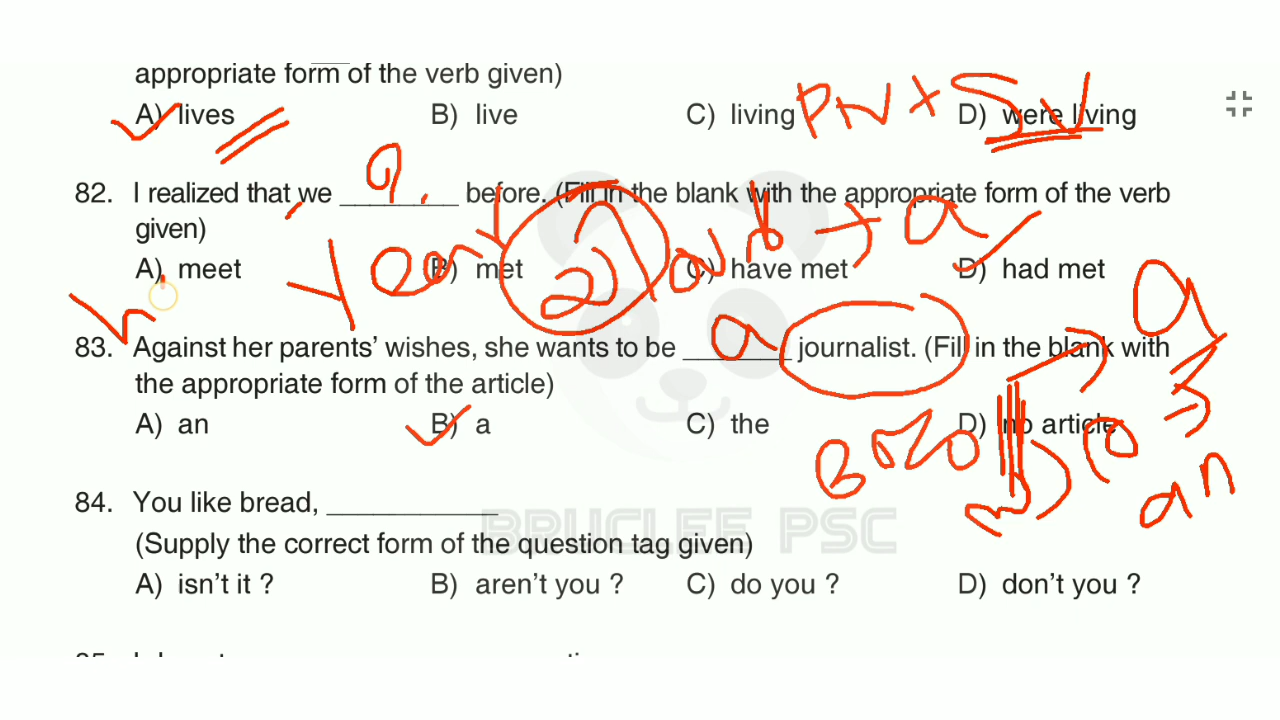 appropriate form of the verb given)
A) lives B) live C) living D) were living
PN + SV
82. I realized that we ________ before. (Fill in the blank with the appropriate form of the verb
given)
A) meet B) met C) have met D) had met
83. Against her parents' wishes, she wants to be ________ journalist. (Fill in the blank with
a
the appropriate form of the article)
A) an B) a C) the D) no article
an
84. You like bread, ____________
BRUCLEE PSC
(Supply the correct form of the question tag given)
A) isn't it ? B) aren't you ? C) do you ? D) don't you ?